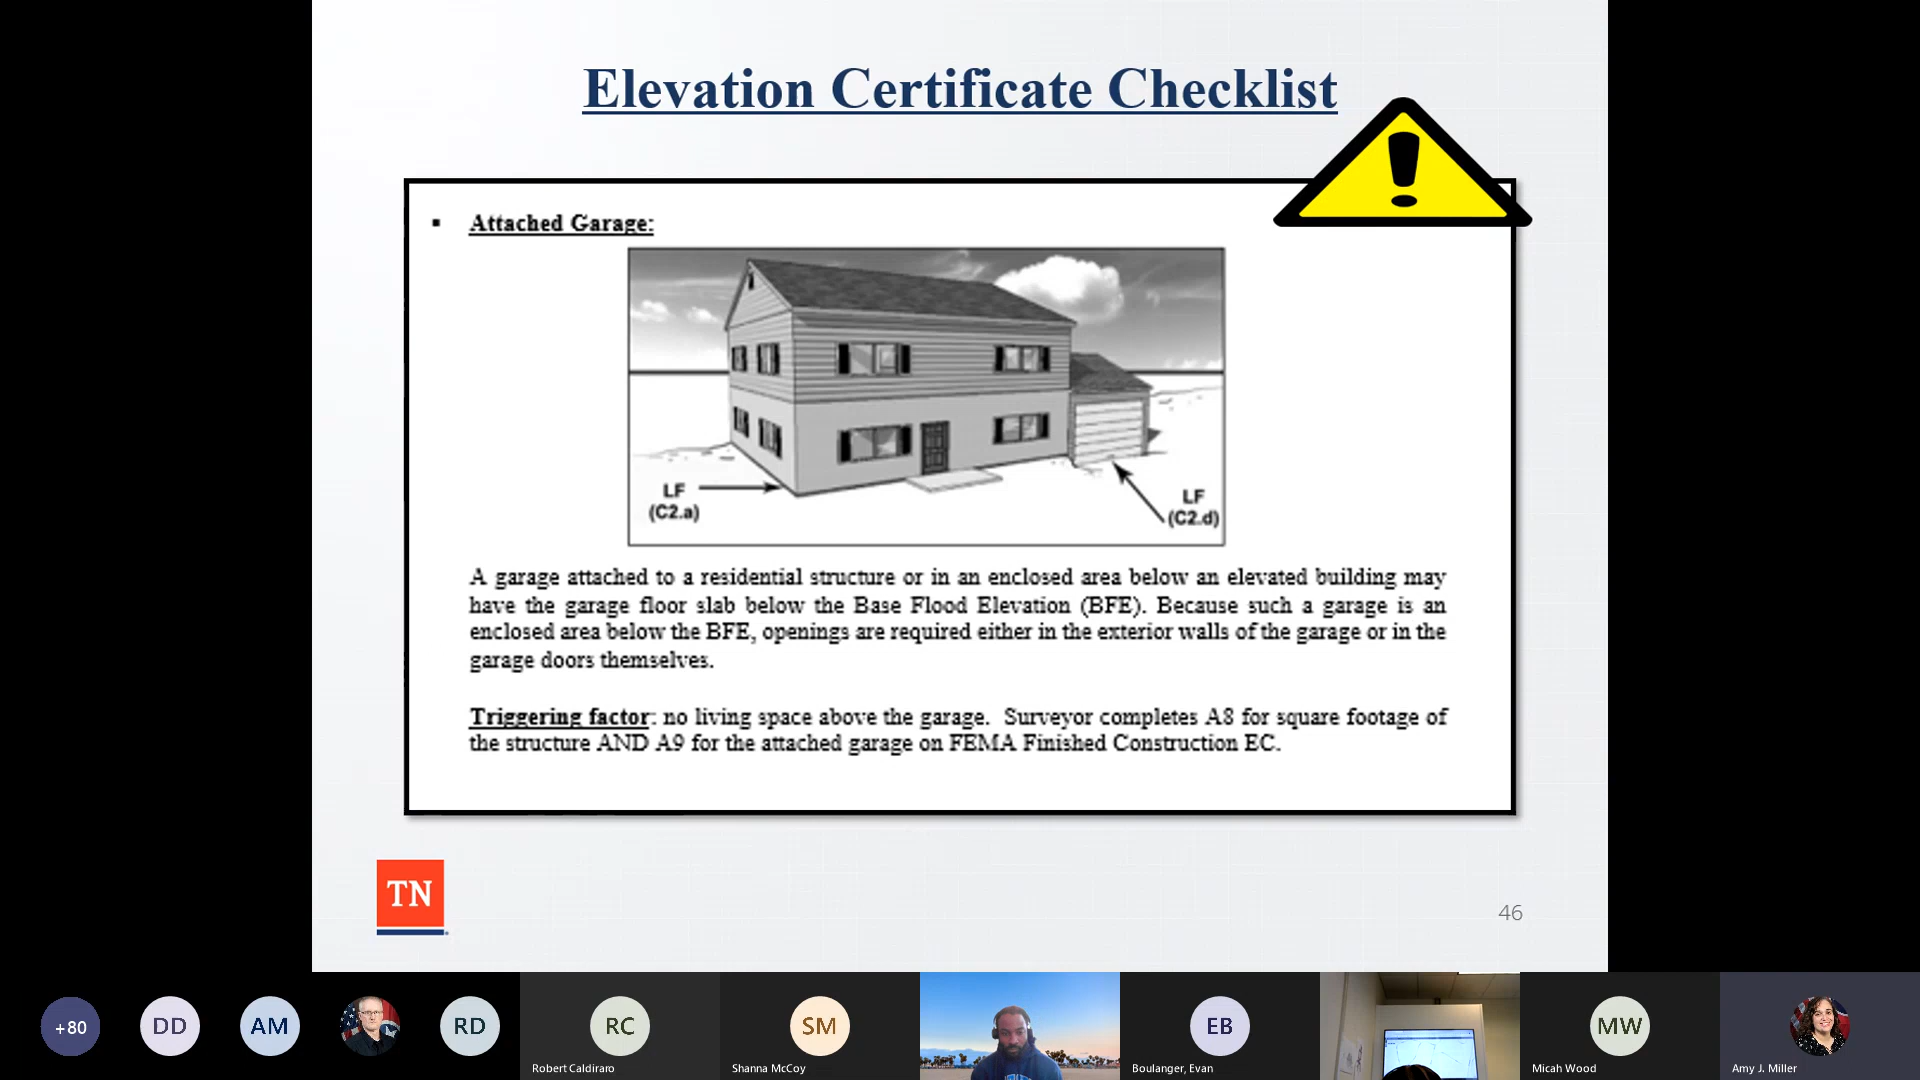 Elevation Certificate Checklist
▪ Attached Garage:
LF
(C2.a)
LF
(C2.d)
A garage attached to a residential structure or in an enclosed area below an elevated building may
have the garage floor slab below the Base Flood Elevation (BFE). Because such a garage is an
enclosed area below the BFE, openings are required either in the exterior walls of the garage or in the
garage doors themselves.
Triggering factor: no living space above the garage. Surveyor completes A8 for square footage of
the structure AND A9 for the attached garage on FEMA Finished Construction EC.
TN
46
+80
DD
AM
RD
RC
SM
EB
MW
Robert Caldiraro
Shanna McCoy
Boulanger, Evan
Micah Wood
Amy J. Miller